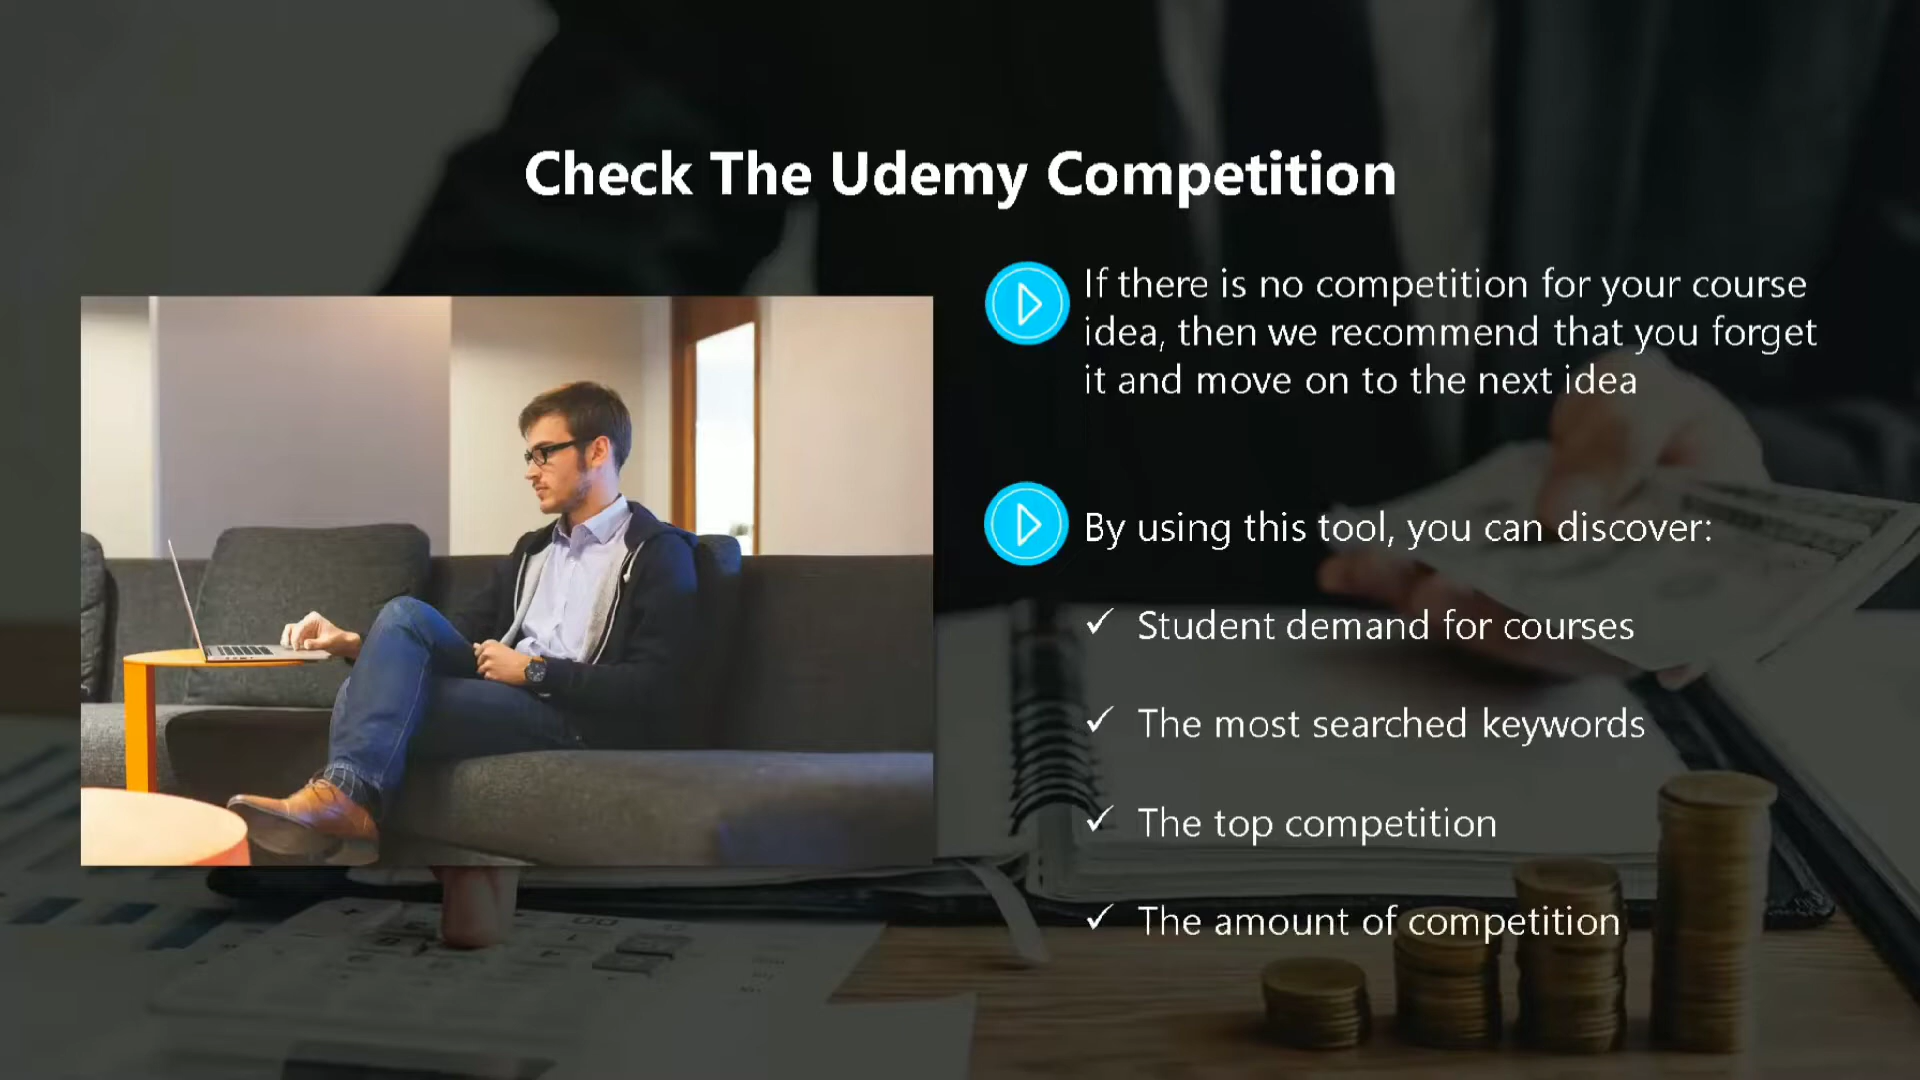 Check The Udemy Competition
If there is no competition for your course
idea, then we recommend that you forget
it and move on to the next idea
By using this tool, you can discover:
✓ Student demand for courses
✓ The most searched keywords
✓ The top competition
✓ The amount of competition